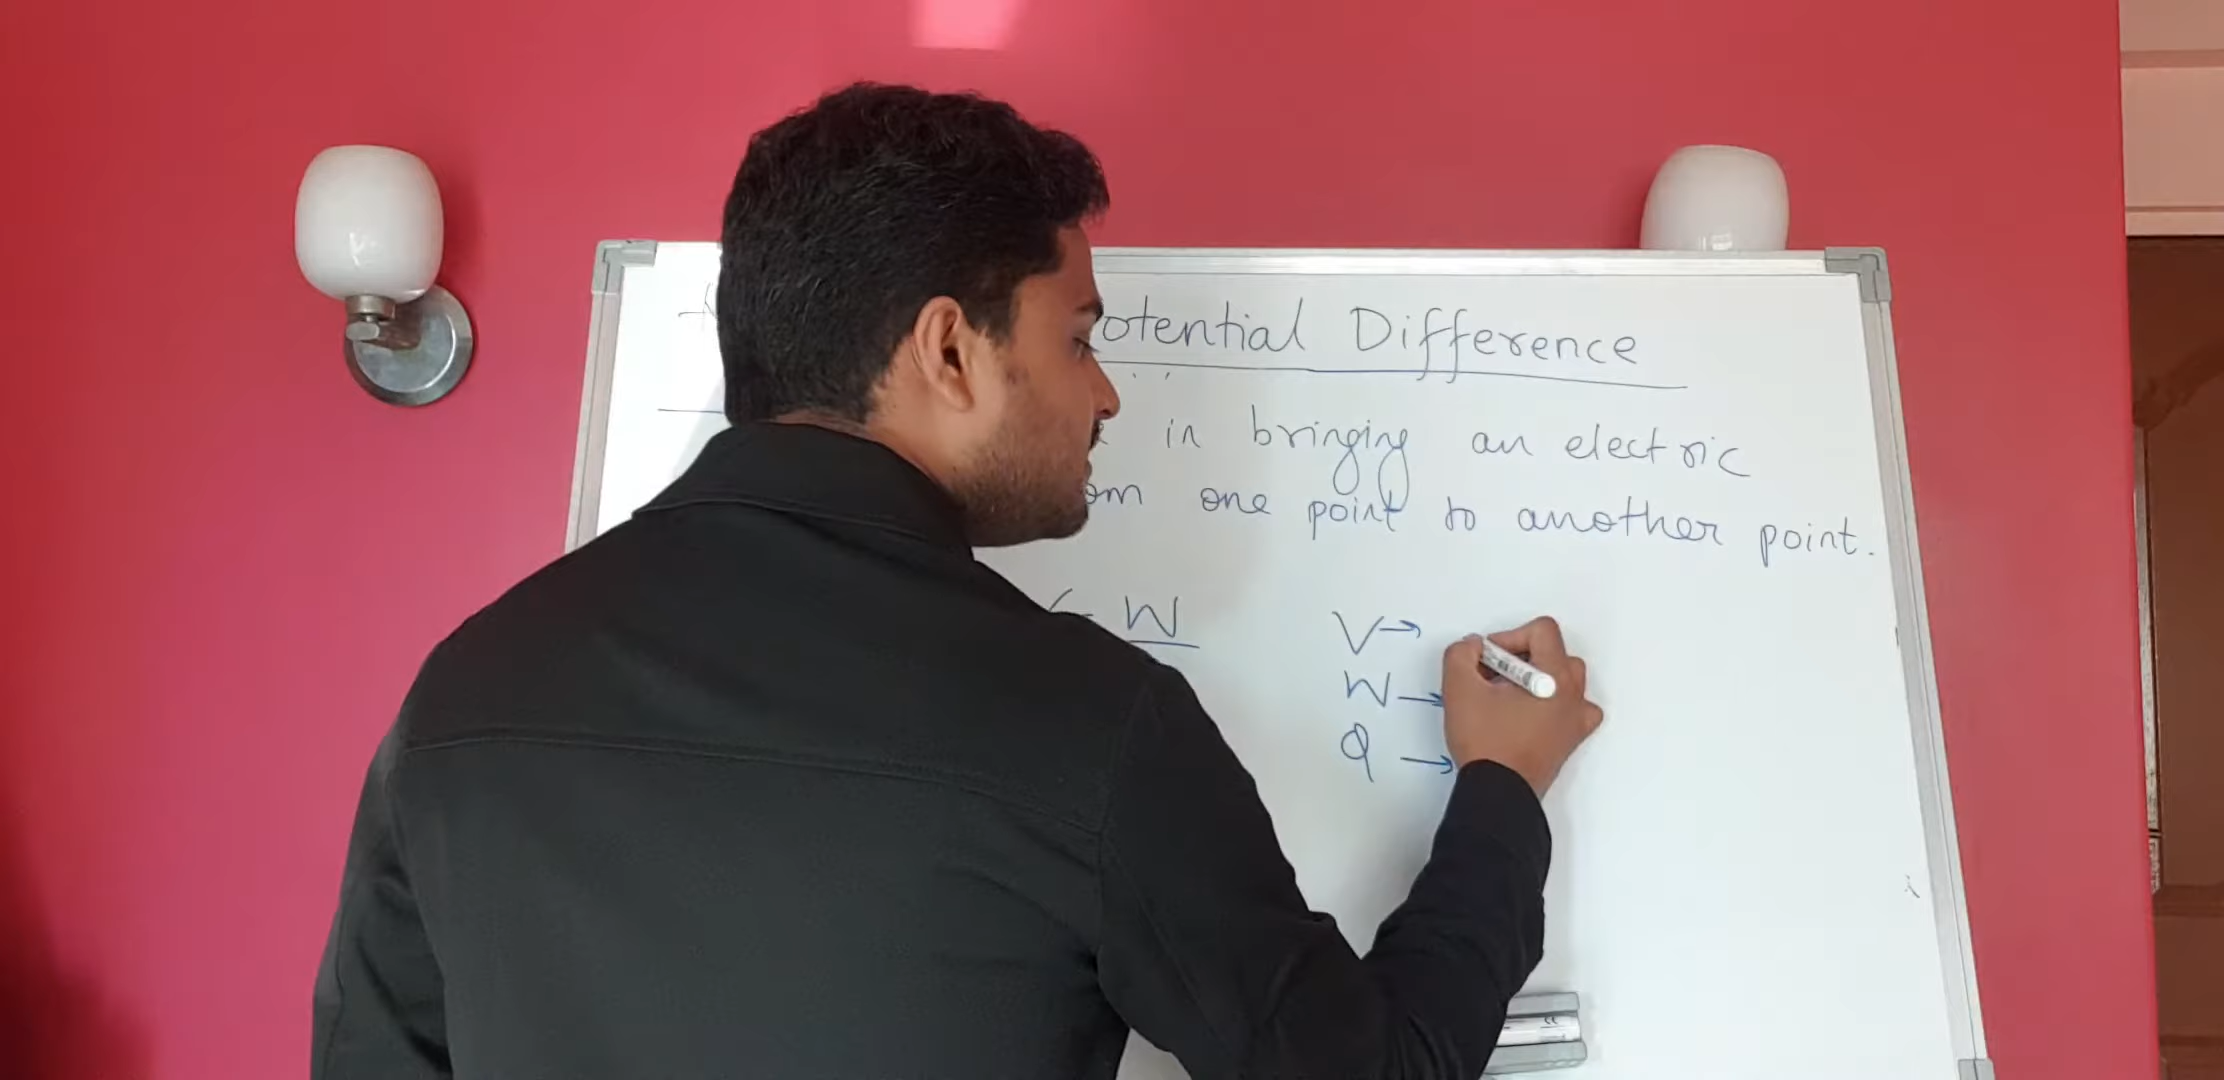 otential Difference
in bringing an electric
om one point to another point.
W
V→
W→
Q→